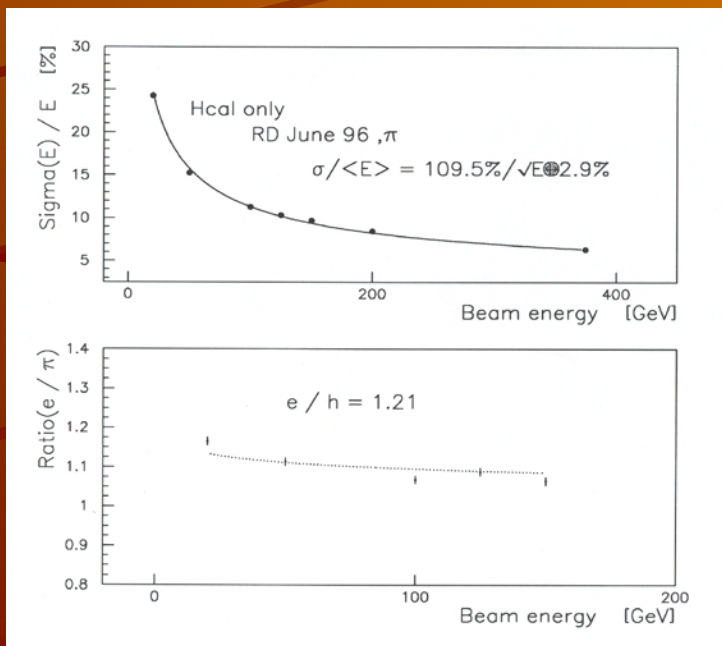 Sigma(E) / E [%]
30
25
20
15
10
5
Hcal only
RD June 96 ,π
σ/<E> = 109.5%/√E⊕2.9%
0 200 400
Beam energy [GeV]
Ratio(e / π)
1.4
1.3
1.2
1.1
1
0.9
0.8
e / h = 1.21
0 100 200
Beam energy [GeV]